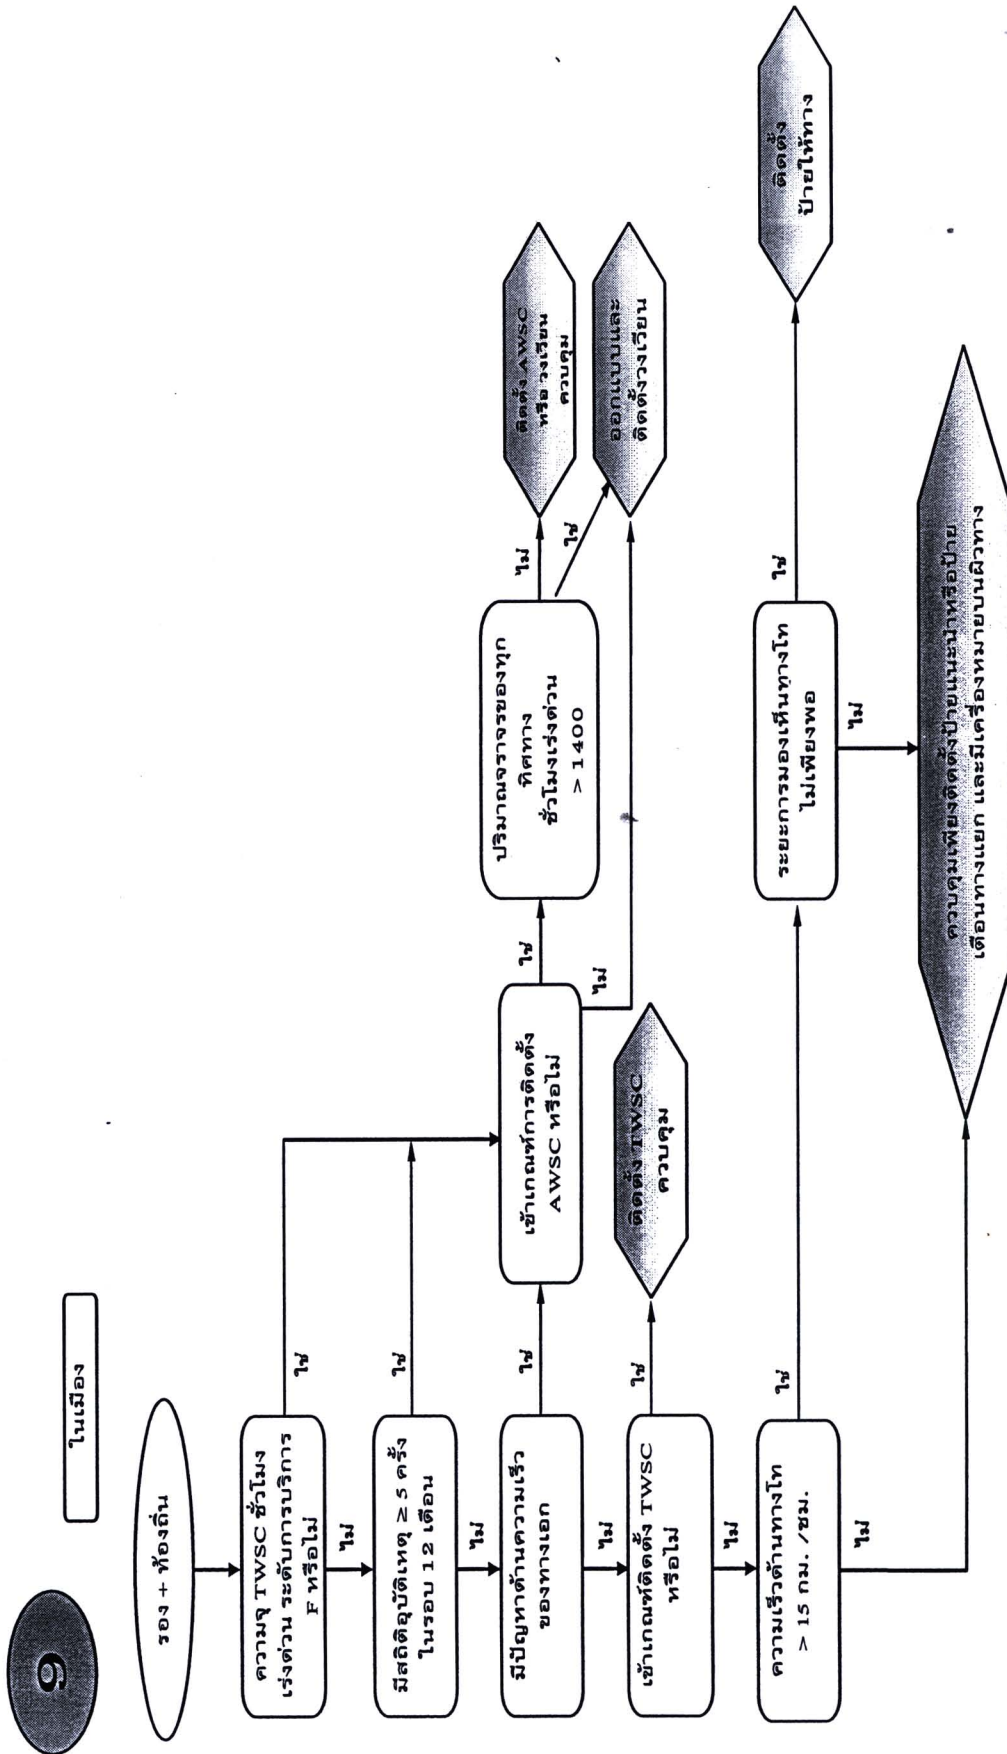 9
ในเมือง
รอง + ท้องถิ่น
ความจุ TWSC ชั่วโมง
เร่งด่วน ระดับการบริการ
F หรือไม่
ใช่
ไม่
มีสถิติอุบัติเหตุ ≥ 5 ครั้ง
ในรอบ 12 เดือน
ใช่
ไม่
มีปัญหาด้านความเร็ว
ของทางเอก
ใช่
ไม่
เข้าเกณฑ์การติดตั้ง
AWSC หรือไม่
ใช่
ไม่
ปริมาณจราจรของทุก
ทิศทาง
ชั่วโมงเร่งด่วน
> 1400
ไม่
ใช่
ติดตั้ง AWSC
หรือ วงเวียน
ควบคุม
ออกแบบและ
ติดตั้งวงเวียน
เข้าเกณฑ์ติดตั้ง TWSC
หรือไม่
ใช่
ไม่
ติดตั้ง TWSC
ควบคุม
ความเร็วด้านทางโท
> 15 กม. /ชม.
ใช่
ไม่
ระยะการมองเห็นทางโท
ไม่เพียงพอ
ใช่
ไม่
ติดตั้ง
ป้ายให้ทาง
ควบคุมเพียงติดตั้งป้ายแนะนำหรือป้าย
เตือนทางแยก และมีเครื่องหมายบนผิวทาง